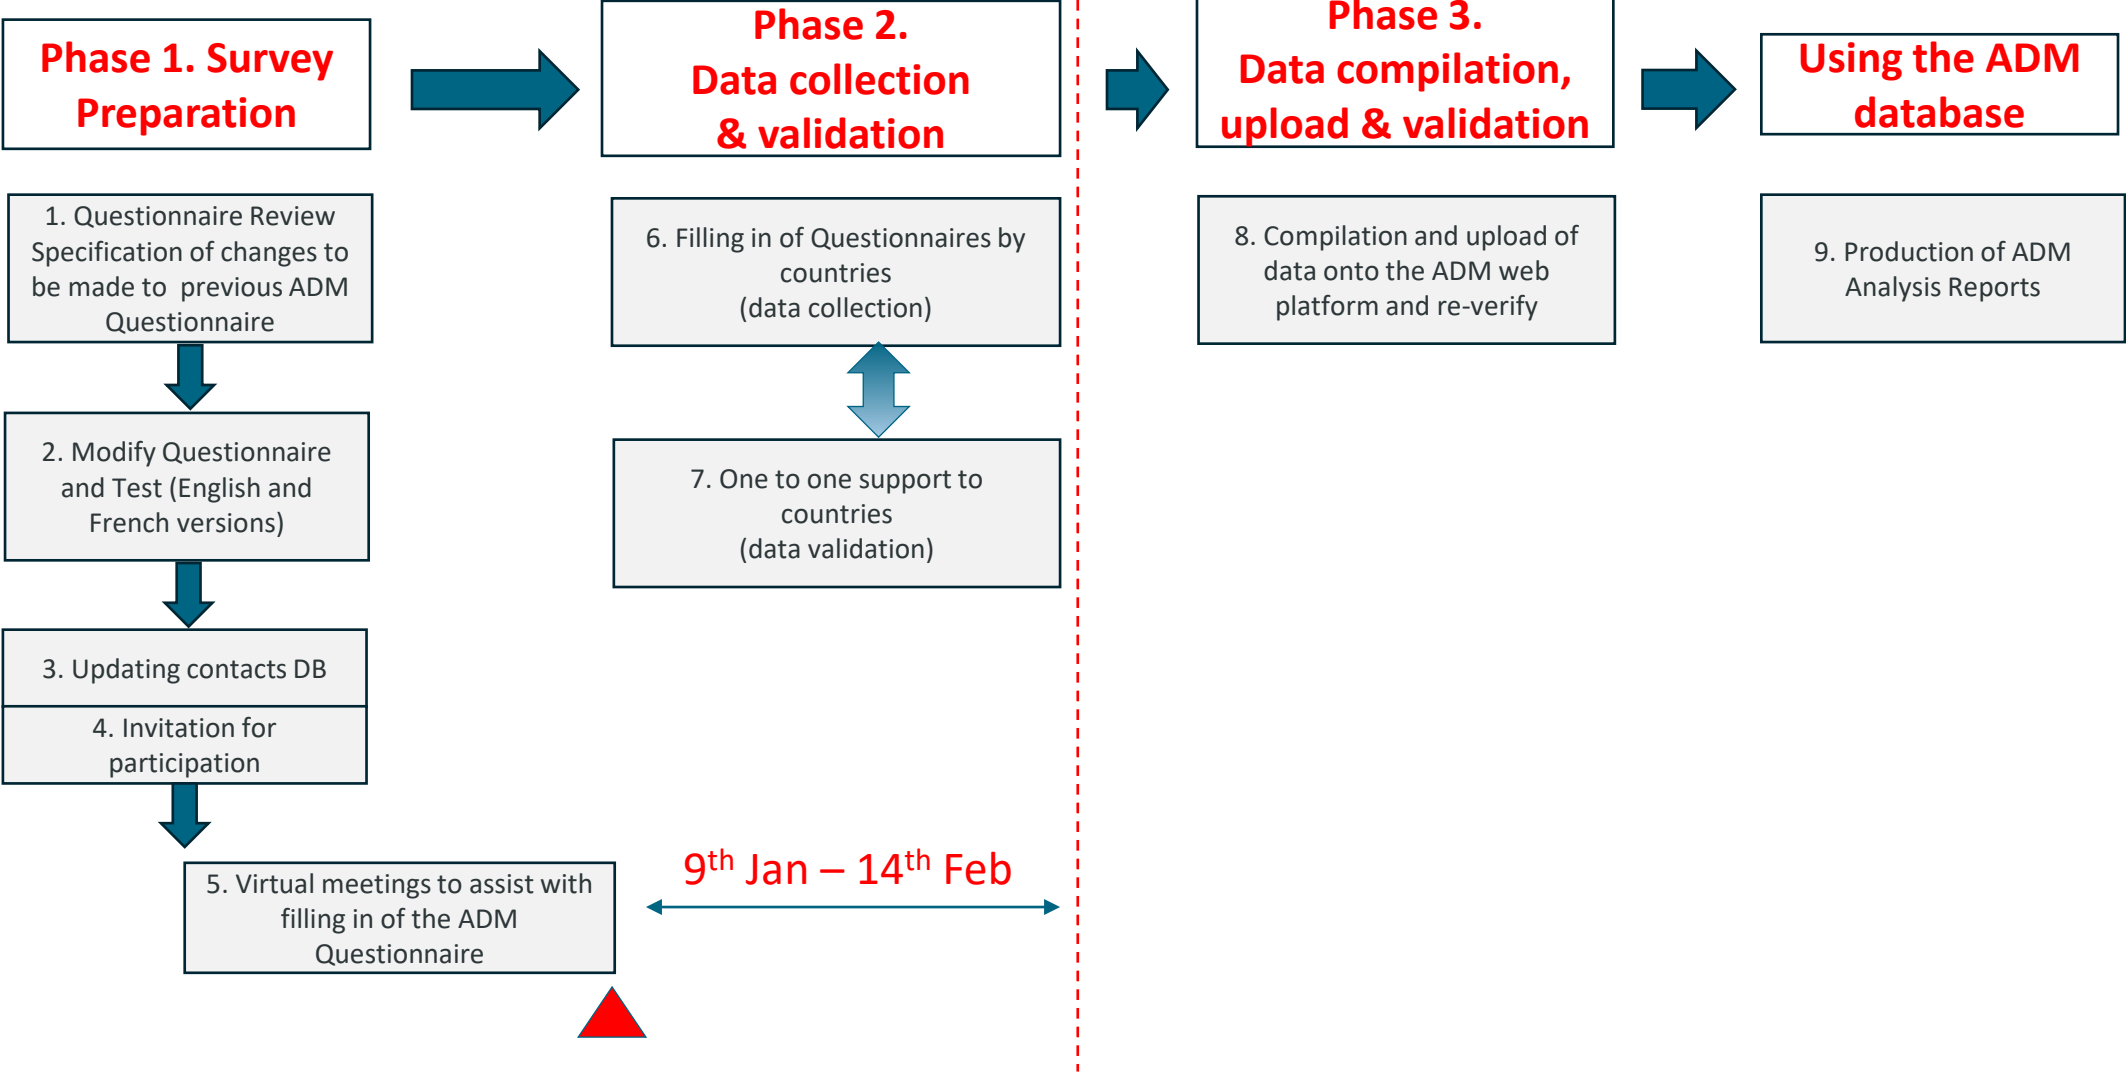 Phase 1. Survey
Preparation
Phase 2.
Data collection
& validation
Phase 3.
Data compilation,
upload & validation
Using the ADM
database
1. Questionnaire Review
Specification of changes to
be made to  previous ADM
Questionnaire
2. Modify Questionnaire
and Test (English and
French versions)
3. Updating contacts DB
4. Invitation for
participation
5. Virtual meetings to assist with
filling in of the ADM
Questionnaire
6. Filling in of Questionnaires by
countries
(data collection)
7. One to one support to
countries
(data validation)
9th Jan – 14th Feb
8. Compilation and upload of
data onto the ADM web
platform and re-verify
9. Production of ADM
Analysis Reports